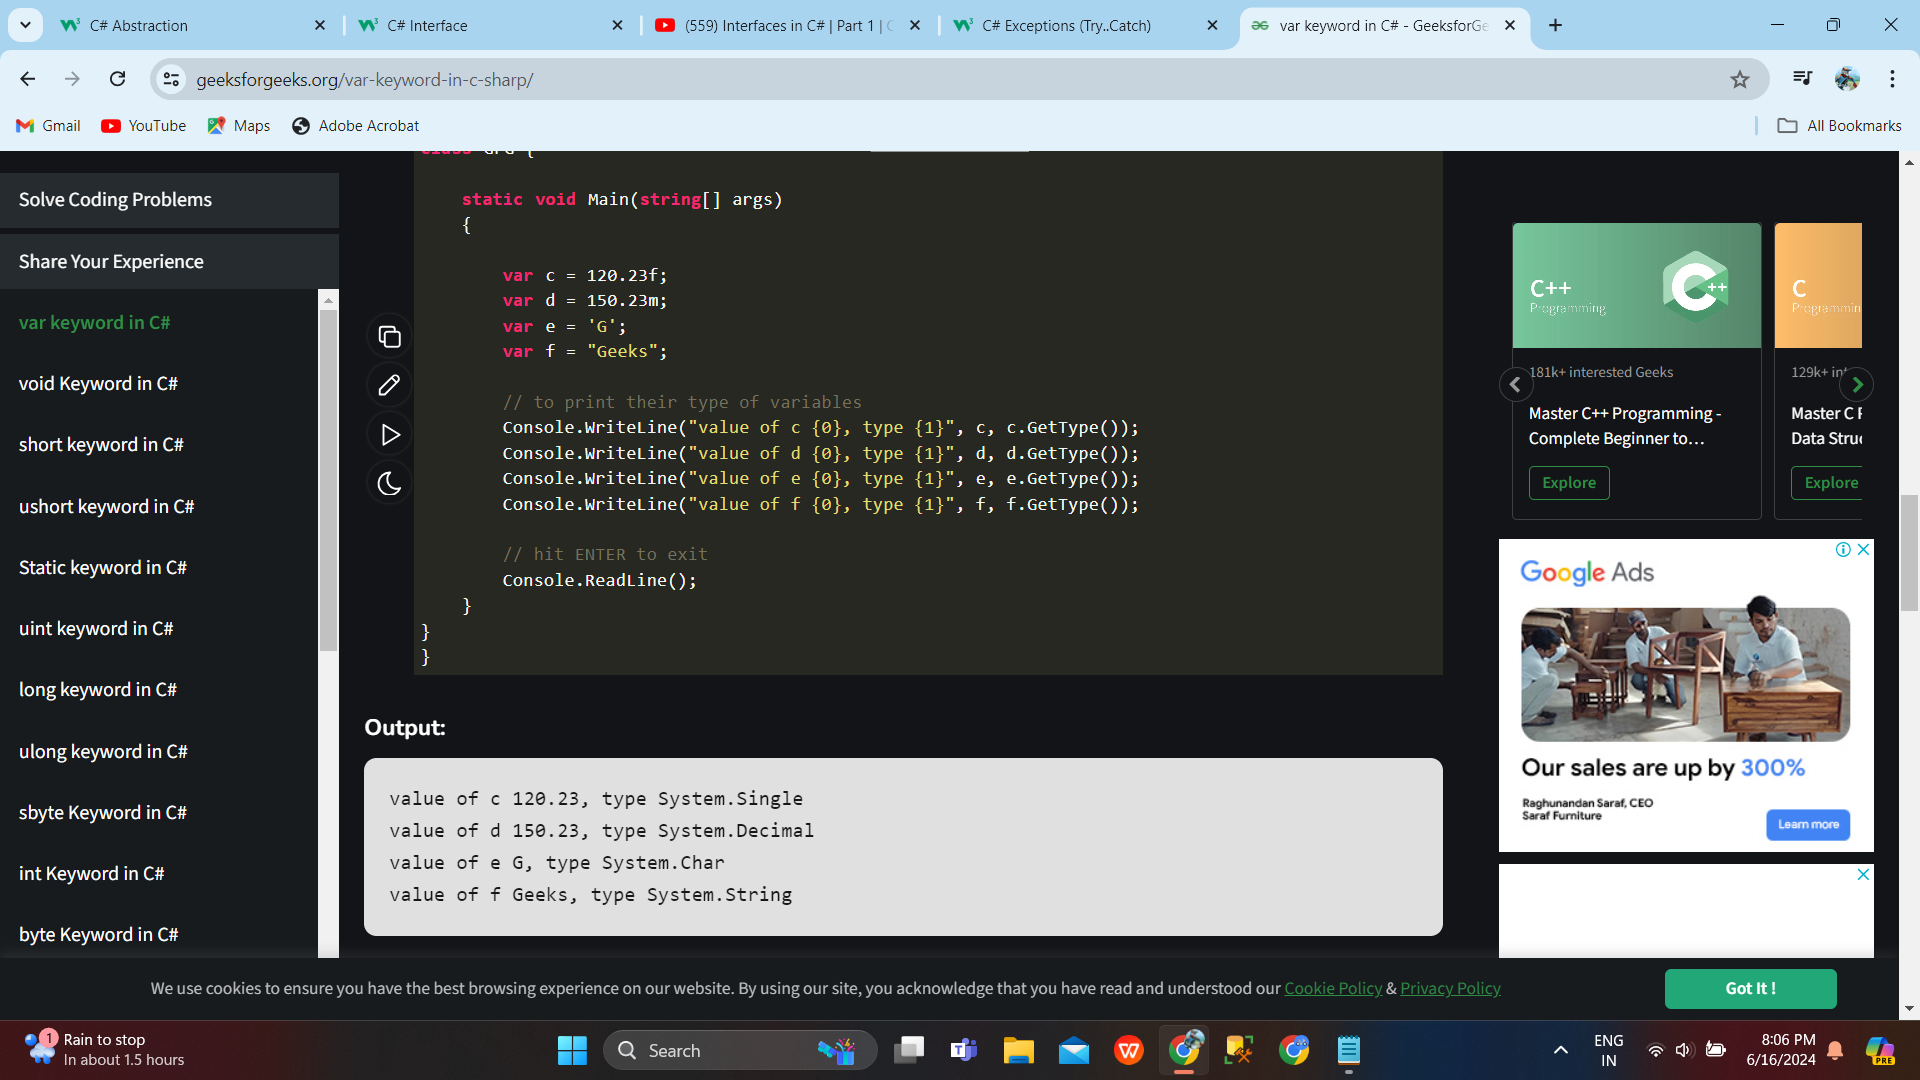 C# Abstraction
C# Interface
(559) Interfaces in C# | Part 1 |
C# Exceptions (Try..Catch)
var keyword in C# - GeeksforGe
geeksforgeeks.org/var-keyword-in-c-sharp/
Gmail
YouTube
Maps
Adobe Acrobat
All Bookmarks
Solve Coding Problems
Share Your Experience
var keyword in C#
void Keyword in C#
short keyword in C#
ushort keyword in C#
Static keyword in C#
uint keyword in C#
long keyword in C#
ulong keyword in C#
sbyte Keyword in C#
int Keyword in C#
byte Keyword in C#
static void Main(string[] args)
{
var c = 120.23f;
var d = 150.23m;
var e = 'G';
var f = "Geeks";
// to print their type of variables
Console.WriteLine("value of c {0}, type {1}", c, c.GetType());
Console.WriteLine("value of d {0}, type {1}", d, d.GetType());
Console.WriteLine("value of e {0}, type {1}", e, e.GetType());
Console.WriteLine("value of f {0}, type {1}", f, f.GetType());
// hit ENTER to exit
Console.ReadLine();
}
}
}
Output:
value of c 120.23, type System.Single
value of d 150.23, type System.Decimal
value of e G, type System.Char
value of f Geeks, type System.String
C++
Programming
C++
181k+ interested Geeks
Master C++ Programming -
Complete Beginner to...
Explore
C
Programmin
129k+ int
Master C
Data Struc
Explore
Google Ads
Our sales are up by 300%
Raghunandan Saraf, CEO
Saraf Furniture
Learn more
We use cookies to ensure you have the best browsing experience on our website. By using our site, you acknowledge that you have read and understood our Cookie Policy & Privacy Policy
Got It !
1
Rain to stop
In about 1.5 hours
Search
ENG
IN
8:06 PM
6/16/2024
PRE